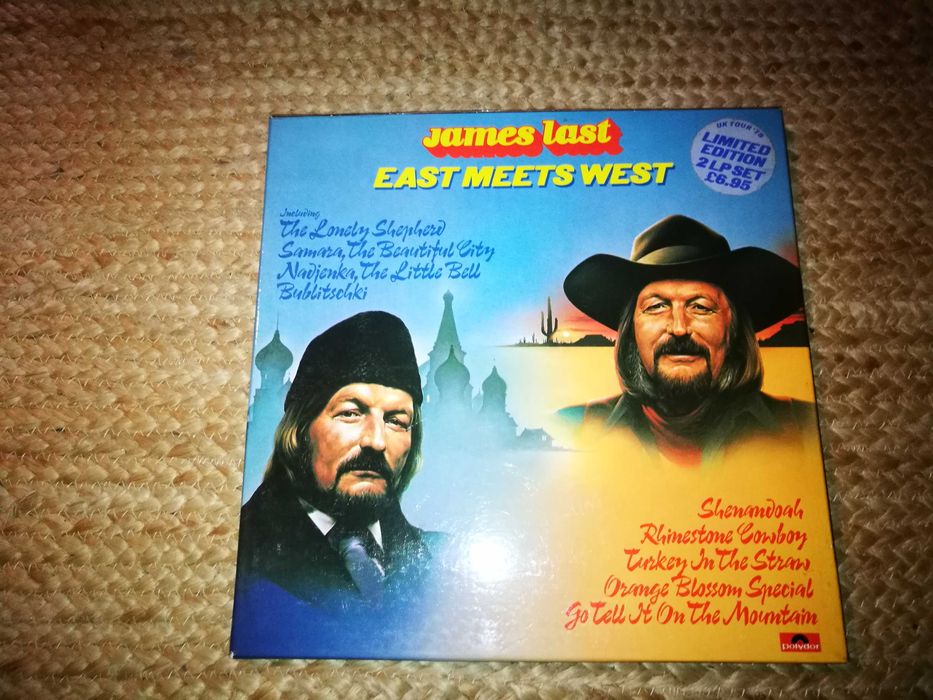 James last
EAST MEETS WEST
UK TOUR '78
LIMITED
EDITION
2 LP SET
£6.95
Including
The Lonely Shepherd
Samara, The Beautiful City
Nadjenka, The Little Bell
Bublitschki
Shenandoah
Rhinestone Cowboy
Turkey In The Straw
Orange Blossom Special
Go Tell It On The Mountain
polydor